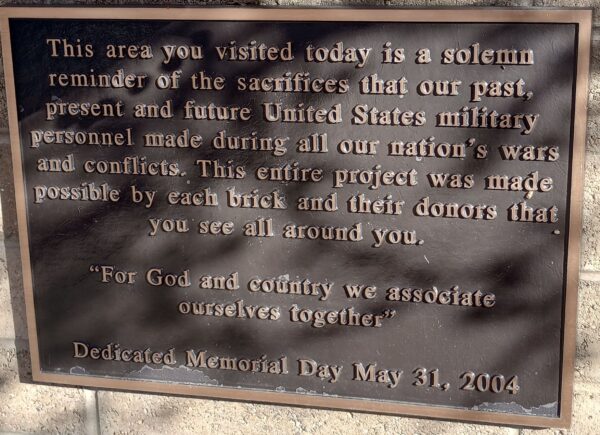 This area you visited today is a solemn
reminder of the sacrifices that our past,
present and future United States military
personnel made during all our nation's wars
and conflicts. This entire project was made
possible by each brick and their donors that
you see all around you.
"For God and country we associate
ourselves together"
Dedicated Memorial Day May 31, 2004